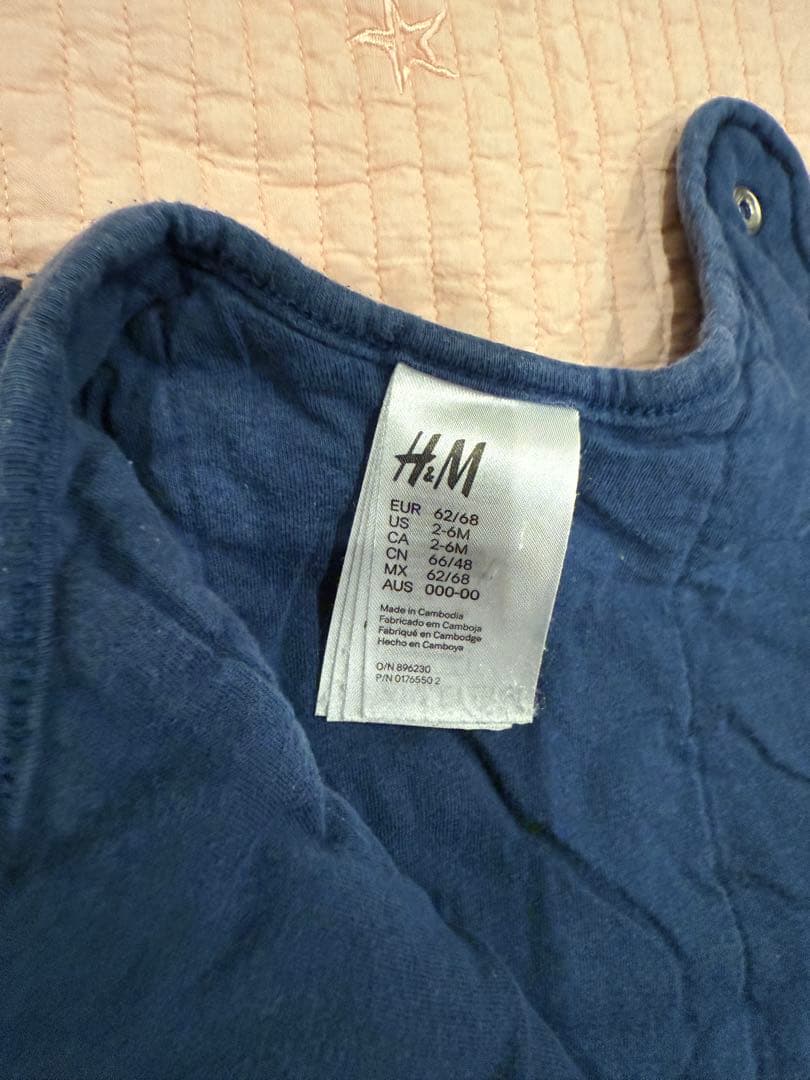 H&M
EUR 62/68
US 2-6M
CA 2-6M
CN 66/48
MX 62/68
AUS 000-00
Made in Cambodia
Fabricado em Camboja
Fabriqué en Cambodge
Hecho en Camboya
O/N 896230
P/N 0176550 2